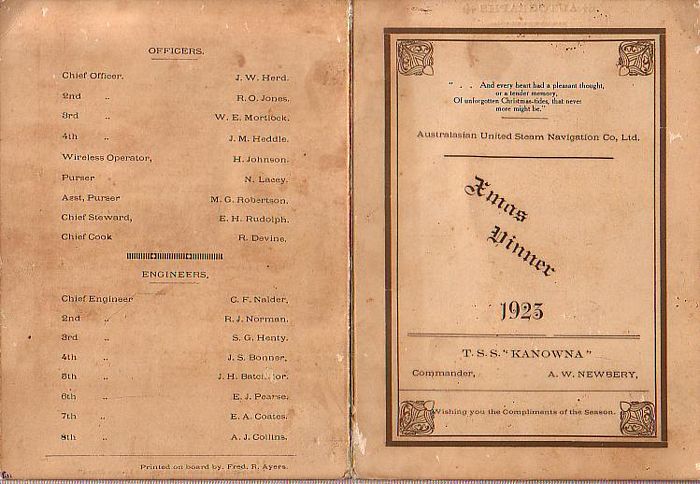 OFFICERS.
Chief Officer. J. W. Herd.
2nd „ R. O. Jones.
3rd „ W. E. Mortlock.
4th „ J. M. Heddle.
Wireless Operator, H. Johnson.
Purser N. Lacey.
Asst, Purser M. G. Robertson.
Chief Steward, E. H. Rudolph.
Chief Cook R. Devine.
ENGINEERS.
Chief Engineer C. F. Nalder,
2nd „ R. J. Norman.
3rd „ S. G. Henty.
4th „ J. S. Bonner,
5th „ J. H.
6th „ E. J. Pearse.
7th „ E. A. Coates.
8th „ A. J. Collins.
Printed on board by. Fred. R. Ayers.
" . . And every heart had a pleasant thought,
or a tender memory,
Of unforgotten Christmas-tides, that never
more might be."
Australasian United Steam Navigation Co, Ltd.
Xmas
Dinner
1923
T. S. S. "KANOWNA"
Commander, A. W. NEWBERY,
Wishing you the Compliments of the Season.